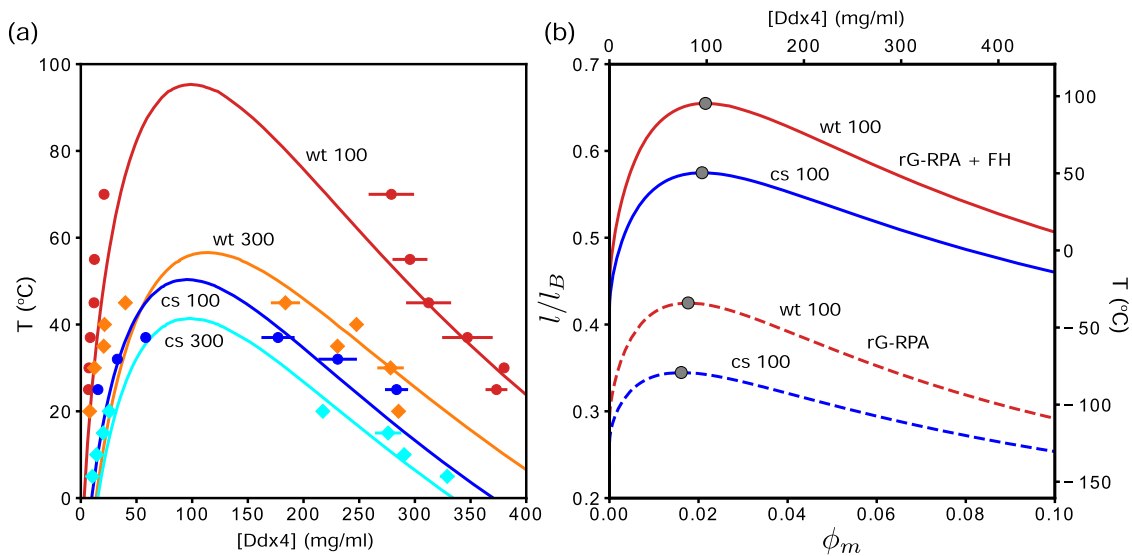 (a)
100
80
60
40
20
0
T (°C)
0
50
100
150
200
250
300
350
400
[Ddx4] (mg/ml)
wt 100
wt 300
cs 100
cs 300
(b)
[Ddx4] (mg/ml)
0
100
200
300
400
0.7
0.6
0.5
0.4
0.3
0.2
l/l_B
wt 100
rG-RPA + FH
cs 100
wt 100
rG-RPA
cs 100
100
50
0
−50
−100
−150
T (°C)
0.00
0.02
0.04
0.06
0.08
0.10
ϕ_m